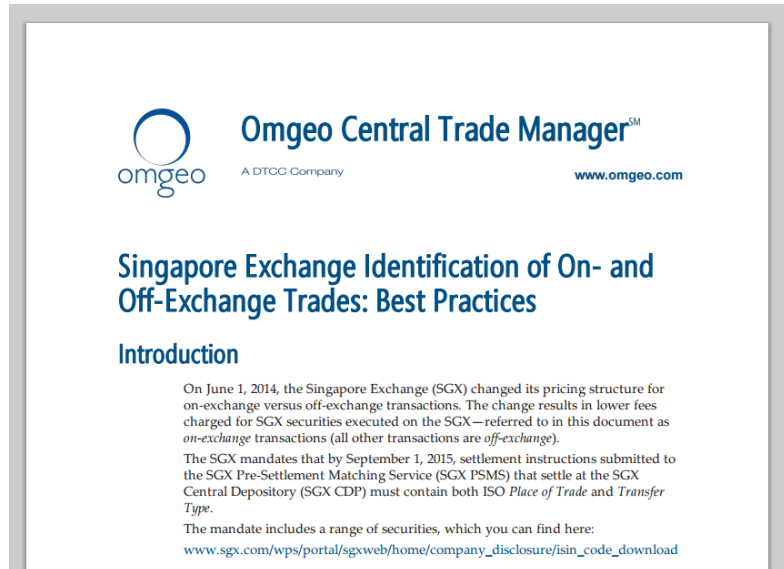 Omgeo Central Trade Manager℠
omgeo
A DTCC Company
www.omgeo.com
Singapore Exchange Identification of On- and
Off-Exchange Trades: Best Practices
Introduction
On June 1, 2014, the Singapore Exchange (SGX) changed its pricing structure for
on-exchange versus off-exchange transactions. The change results in lower fees
charged for SGX securities executed on the SGX—referred to in this document as
on-exchange transactions (all other transactions are off-exchange).
The SGX mandates that by September 1, 2015, settlement instructions submitted to
the SGX Pre-Settlement Matching Service (SGX PSMS) that settle at the SGX
Central Depository (SGX CDP) must contain both ISO Place of Trade and Transfer
Type.
The mandate includes a range of securities, which you can find here:
www.sgx.com/wps/portal/sgxweb/home/company_disclosure/isin_code_download